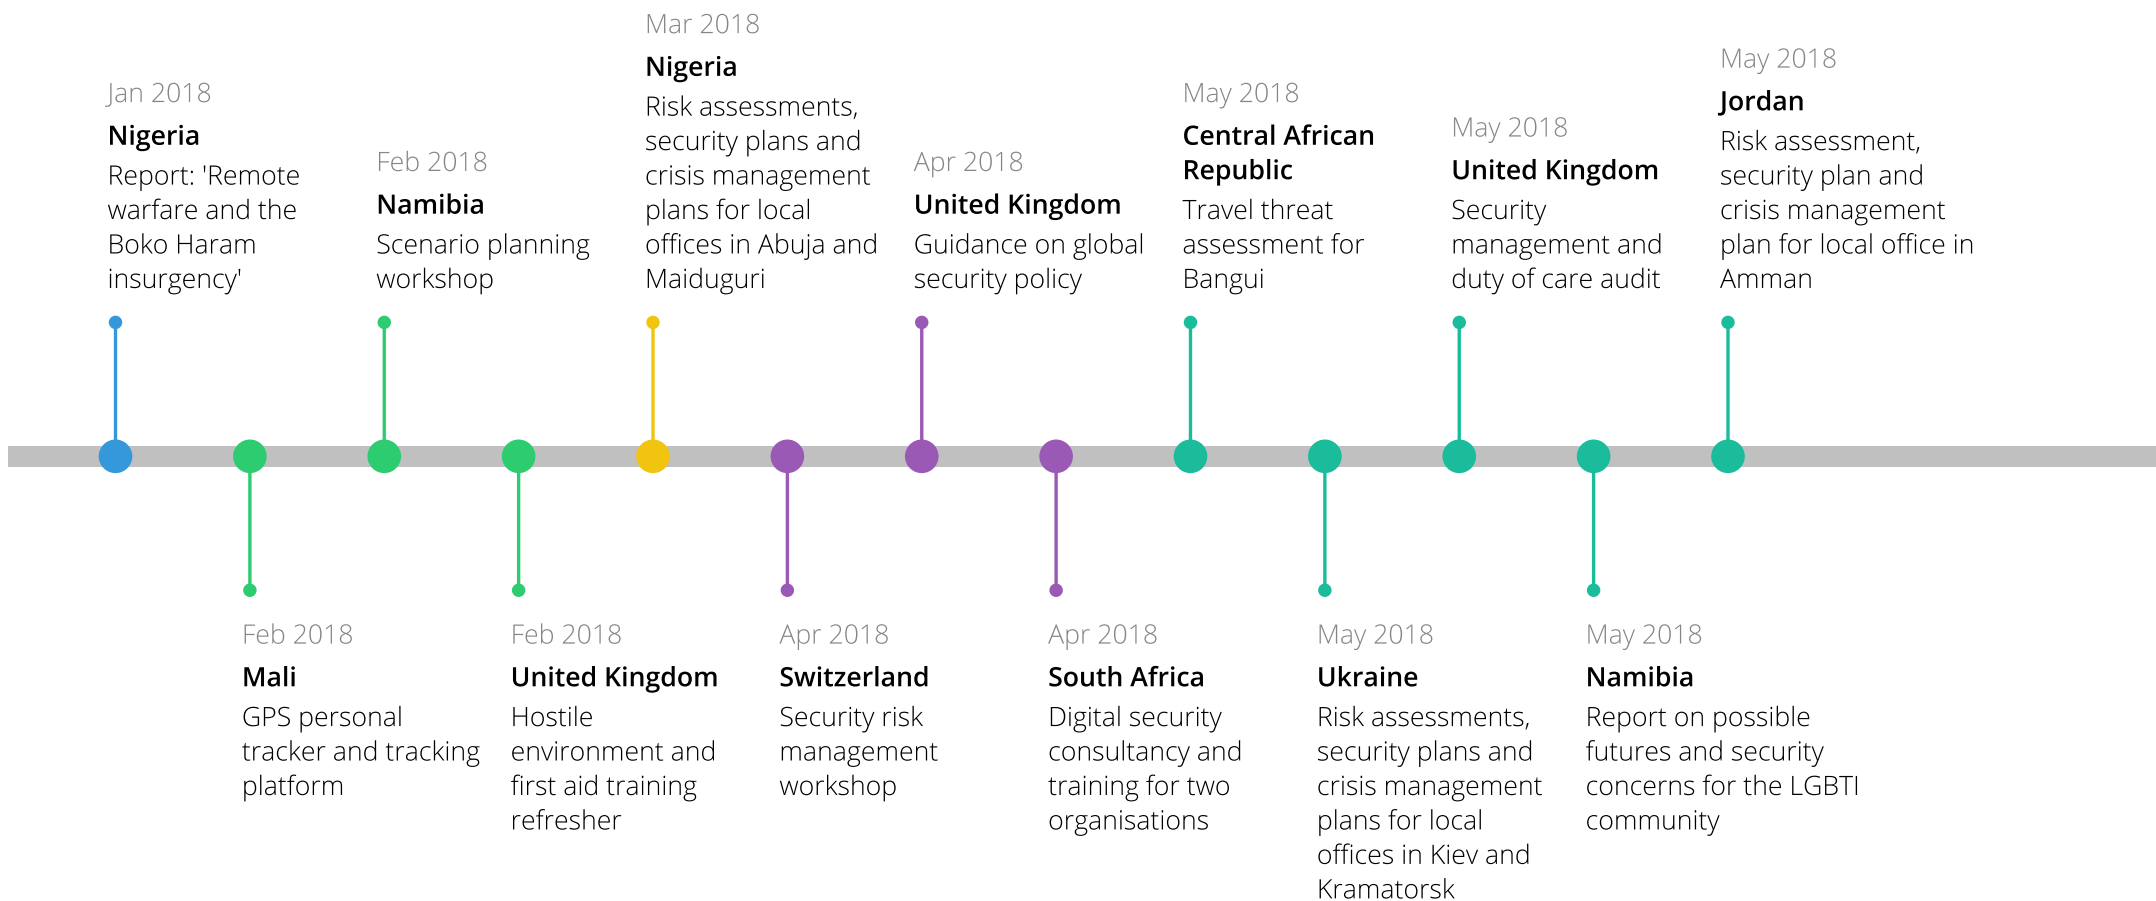 Jan 2018
Nigeria
Report: 'Remote
warfare and the
Boko Haram
insurgency'
Feb 2018
Mali
GPS personal
tracker and tracking
platform
Feb 2018
Namibia
Scenario planning
workshop
Feb 2018
United Kingdom
Hostile
environment and
first aid training
refresher
Mar 2018
Nigeria
Risk assessments,
security plans and
crisis management
plans for local
offices in Abuja and
Maiduguri
Apr 2018
Switzerland
Security risk
management
workshop
Apr 2018
United Kingdom
Guidance on global
security policy
Apr 2018
South Africa
Digital security
consultancy and
training for two
organisations
May 2018
Central African
Republic
Travel threat
assessment for
Bangui
May 2018
Ukraine
Risk assessments,
security plans and
crisis management
plans for local
offices in Kiev and
Kramatorsk
May 2018
United Kingdom
Security
management and
duty of care audit
May 2018
Namibia
Report on possible
futures and security
concerns for the LGBTI
community
May 2018
Jordan
Risk assessment,
security plan and
crisis management
plan for local office in
Amman